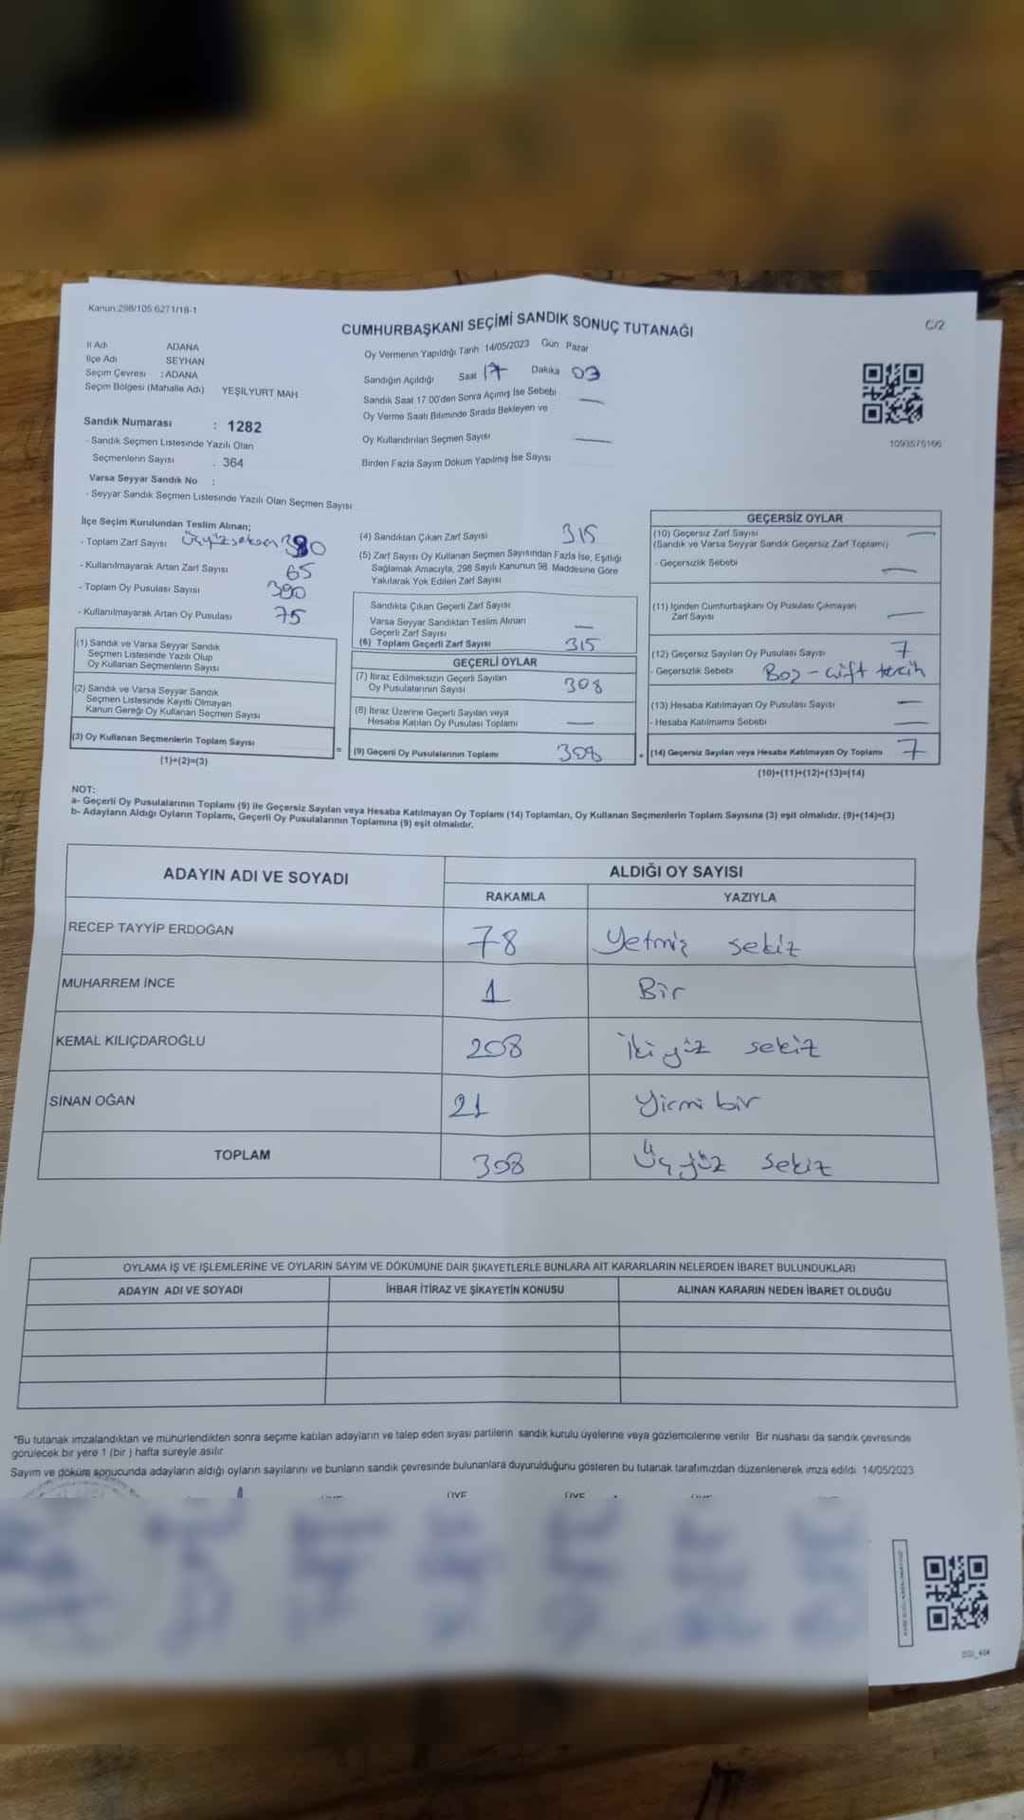 Kanun:298/105 6271/18-1
CUMHURBAŞKANI SEÇİMİ SANDIK SONUÇ TUTANAĞI
C/2
İl Adı ADANA
İlçe Adı SEYHAN
Seçim Çevresi : ADANA
Seçim Bölgesi (Mahalle Adı) YEŞİLYURT MAH
Sandık Numarası : 1282
- Sandık Seçmen Listesinde Yazılı Olan
Seçmenlerin Sayısı 364
Varsa Seyyar Sandık No :
- Seyyar Sandık Seçmen Listesinde Yazılı Olan Seçmen Sayısı
Oy Vermenin Yapıldığı Tarih 14/05/2023 Gün Pazar
Sandığın Açıldığı Saat 17 Dakika 03
Sandık Saat 17:00'den Sonra Açımış İse Sebebi —
Oy Verme Saati Bitiminde Sırada Bekleyen ve
Oy Kullandırılan Seçmen Sayısı —
Birden Fazla Sayım Döküm Yapılmış İse Sayısı
1093576166
İlçe Seçim Kurulundan Teslim Alınan;
- Toplam Zarf Sayısı Üçyüzseksen 380
- Kullanılmayarak Artan Zarf Sayısı 65
- Toplam Oy Pusulası Sayısı 380
- Kullanılmayarak Artan Oy Pusulası 75
(1) Sandık ve Varsa Seyyar Sandık
Seçmen Listesinde Yazılı Olup
Oy Kullanan Seçmenlerin Sayısı
(2) Sandık ve Varsa Seyyar Sandık
Seçmen Listesinde Kayıtlı Olmayan
Kanun Gereği Oy Kullanan Seçmen Sayısı
(3) Oy Kullanan Seçmenlerin Toplam Sayısı
(1)+(2)=(3)
(4) Sandıktan Çıkan Zarf Sayısı 315
(5) Zarf Sayısı Oy Kullanan Seçmen Sayısından Fazla İse, Eşitliği
Sağlamak Amacıyla, 298 Sayılı Kanunun 98. Maddesine Göre
Yakılarak Yok Edilen Zarf Sayısı
Sandıkta Çıkan Geçerli Zarf Sayısı
Varsa Seyyar Sandıktan Teslim Alınan
Geçerli Zarf Sayısı —
(6) Toplam Geçerli Zarf Sayısı 315
GEÇERLİ OYLAR
(7) İtiraz Edilmeksizin Geçerli Sayılan
Oy Pusulalarının Sayısı 308
(8) İtiraz Üzerine Geçerli Sayılan veya
Hesaba Katılan Oy Pusulası Toplamı —
= (9) Geçerli Oy Pusulalarının Toplamı 308
GEÇERSİZ OYLAR
(10) Geçersiz Zarf Sayısı —
(Sandık ve Varsa Seyyar Sandık Geçersiz Zarf Toplamı)
- Geçersizlik Sebebi —
(11) İçinden Cumhurbaşkanı Oy Pusulası Çıkmayan
Zarf Sayısı —
(12) Geçersiz Sayılan Oy Pusulası Sayısı 7
- Geçersizlik Sebebi Boş - çift tercih
(13) Hesaba Katılmayan Oy Pusulası Sayısı —
- Hesaba Katılmama Sebebi —
+ (14) Geçersiz Sayılan veya Hesaba Katılmayan Oy Toplamı 7
(10)+(11)+(12)+(13)=(14)
NOT:
a- Geçerli Oy Pusulalarının Toplamı (9) ile Geçersiz Sayılan veya Hesaba Katılmayan Oy Toplamı (14) Toplamları, Oy Kullanan Seçmenlerin Toplam Sayısına (3) eşit olmalıdır. (9)+(14)=(3)
b- Adayların Aldığı Oyların Toplamı, Geçerli Oy Pusulalarının Toplamına (9) eşit olmalıdır.
ADAYIN ADI VE SOYADI ALDIĞI OY SAYISI
RAKAMLA YAZIYLA
RECEP TAYYİP ERDOĞAN 78 Yetmiş sekiz
MUHARREM İNCE 1 Bir
KEMAL KILIÇDAROĞLU 208 İki yüz sekiz
SİNAN OĞAN 21 Yirmi bir
TOPLAM 308 Üç yüz sekiz
OYLAMA İŞ VE İŞLEMLERİNE VE OYLARIN SAYIM VE DÖKÜMÜNE DAİR ŞİKAYETLERLE BUNLARA AİT KARARLARIN NELERDEN İBARET BULUNDUKLARI
ADAYIN ADI VE SOYADI İHBAR İTİRAZ VE ŞİKAYETİN KONUSU ALINAN KARARIN NEDEN İBARET OLDUĞU
"Bu tutanak imzalandıktan ve mühürlendikten sonra seçime katılan adayların ve talep eden siyasi partilerin sandık kurulu üyelerine veya gözlemcilerine verilir. Bir nüshası da sandık çevresinde
görülecek bir yere 1 (bir ) hafta süreyle asılır
Sayım ve döküm sonucunda adayların aldığı oyların sayılarını ve bunların sandık çevresinde bulunanlara duyurulduğunu gösteren bu tutanak tarafımızdan düzenlenerek imza edildi. 14/05/2023
ÜYE ÜYE